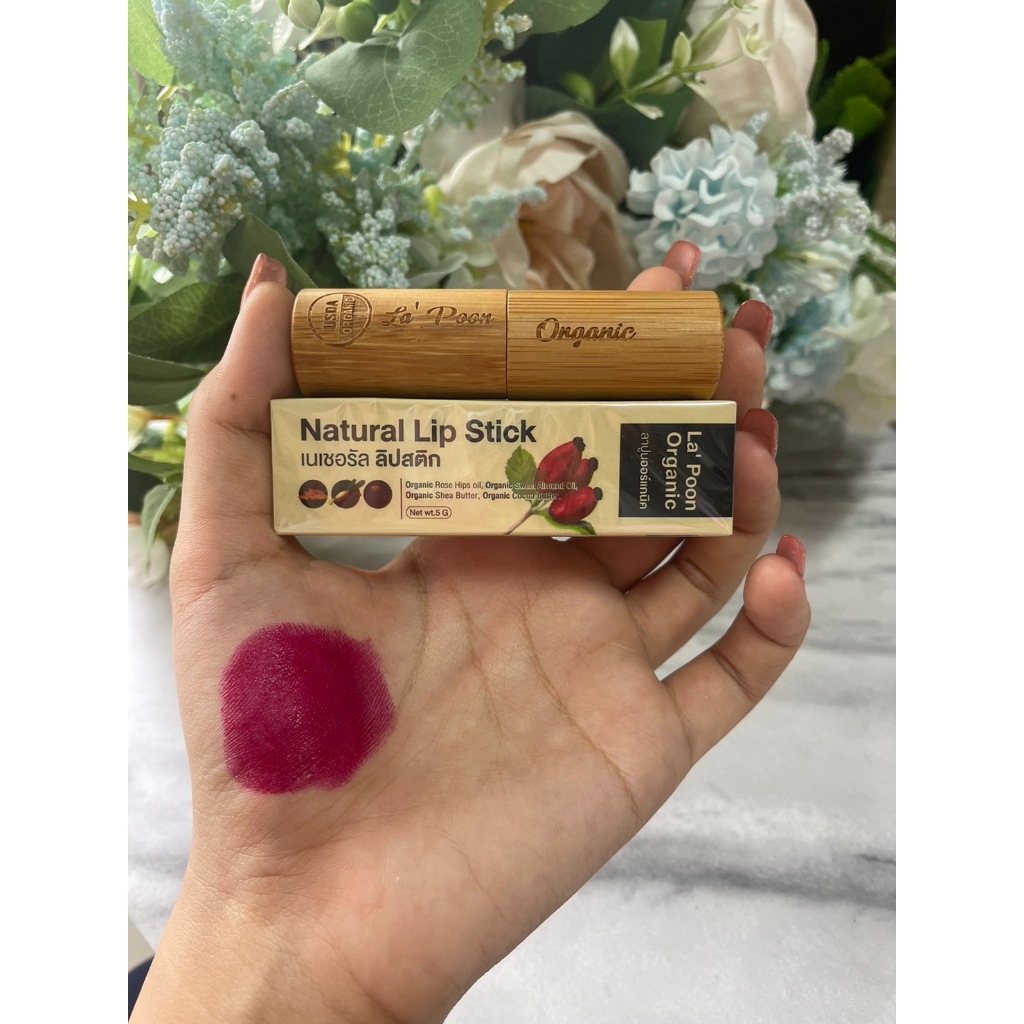 USDA
ORGANIC
La' Poon
Organic
Natural Lip Stick
เนเชอรัล ลิปสติก
Organic Rose Hips oil, Organic Sweet Almond Oil,
Organic Shea Butter, Organic Cocoa Butter
Net wt.5 G
La' Poon
Organic
ลาปูนออร์แกนิค